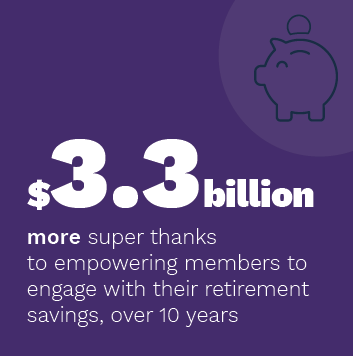 $3.3billion
more super thanks
to empowering members to
engage with their retirement
savings, over 10 years